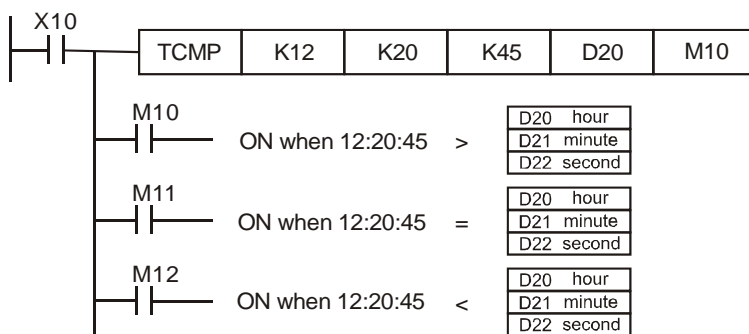 X10
TCMP K12 K20 K45 D20 M10
M10
ON when 12:20:45 >
D20 hour
D21 minute
D22 second
M11
ON when 12:20:45 =
D20 hour
D21 minute
D22 second
M12
ON when 12:20:45 <
D20 hour
D21 minute
D22 second